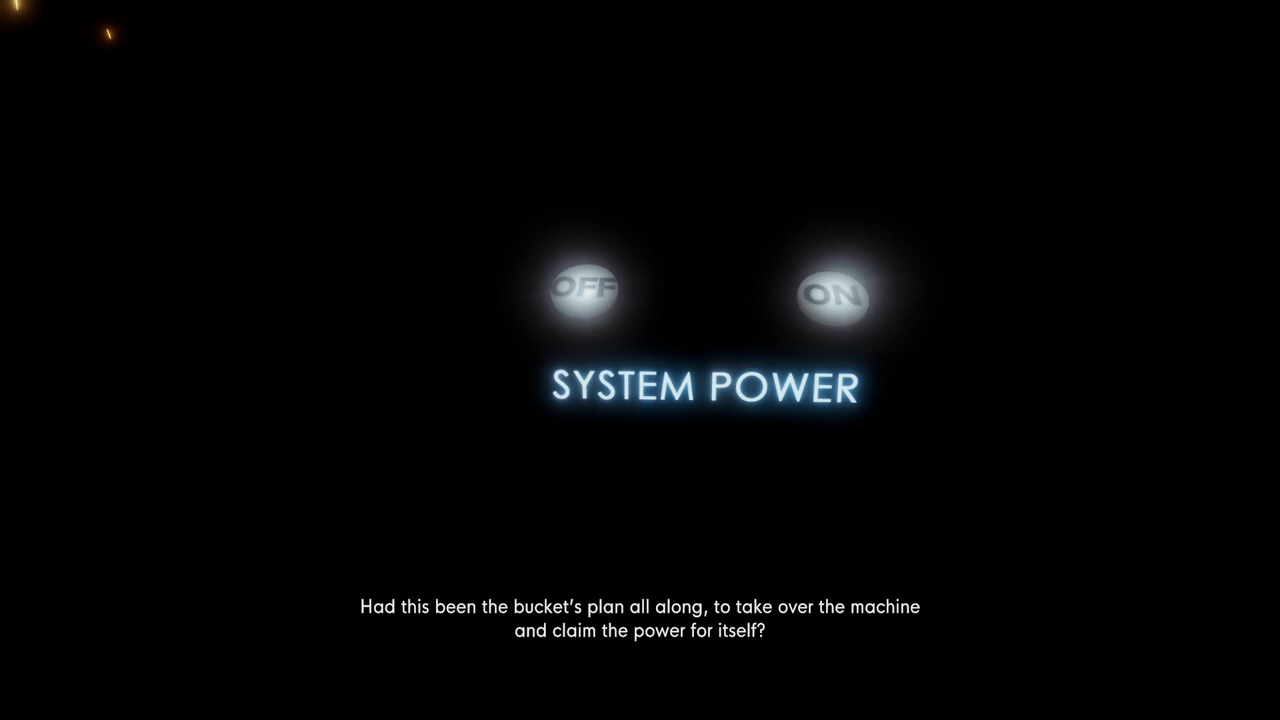 OFF ON
SYSTEM POWER
Had this been the bucket's plan all along, to take over the machine
and claim the power for itself?